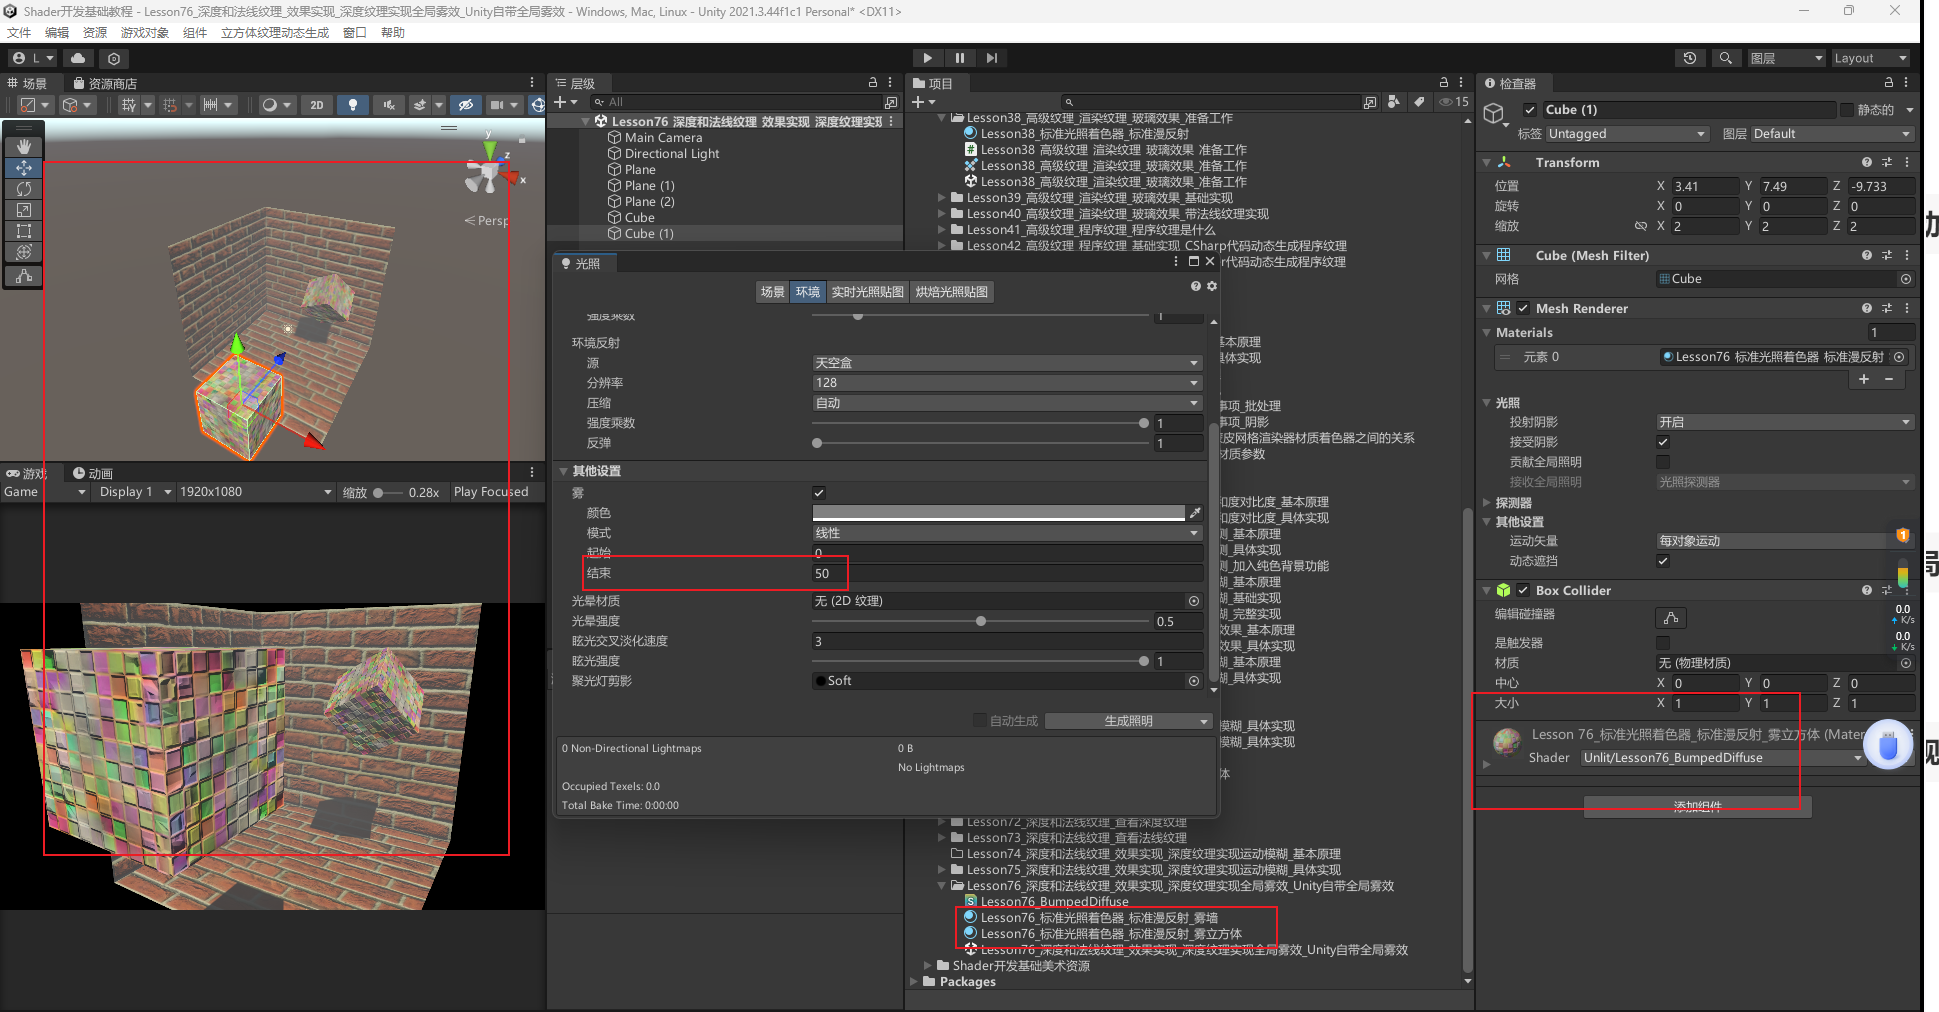 Shader开发基础教程 - Lesson76_深度和法线纹理_效果实现_深度纹理实现全局雾效_Unity自带全局雾效 - Windows, Mac, Linux - Unity 2021.3.44f1c1 Personal* <DX11>
文件 编辑 资源 游戏对象 组件 立方体纹理动态生成 窗口 帮助
L
图层
Layout
场景
资源商店
2D
y
z
x
Persp
游戏
动画
Game
Display 1
1920x1080
缩放
0.28x
Play Focused
层级
All
Lesson76_深度和法线纹理_效果实现_深度纹理实现
Main Camera
Directional Light
Plane
Plane (1)
Plane (2)
Cube
Cube (1)
项目
15
Lesson38_高级纹理_渲染纹理_玻璃效果_准备工作
Lesson38_标准光照着色器_标准漫反射
Lesson38_高级纹理_渲染纹理_玻璃效果_准备工作
Lesson38_高级纹理_渲染纹理_玻璃效果_准备工作
Lesson38_高级纹理_渲染纹理_玻璃效果_准备工作
Lesson39_高级纹理_渲染纹理_玻璃效果_基础实现
Lesson40_高级纹理_渲染纹理_玻璃效果_带法线纹理实现
Lesson41_高级纹理_程序纹理_程序纹理是什么
Lesson42_高级纹理_程序纹理_基础实现_CSharp代码动态生成程序纹理
rp代码动态生成程序纹理
基本原理
具体实现
事项_批处理
事项_阴影
皮网格渲染器材质着色器之间的关系
材质参数
和度对比度_基本原理
和度对比度_具体实现
测_基本原理
测_具体实现
测_加入纯色背景功能
糊_基本原理
糊_基础实现
糊_完整实现
效果_基本原理
效果_具体实现
糊_基本原理
糊_具体实现
模糊_具体实现
模糊_具体实现
体
Lesson72_深度和法线纹理_查看深度纹理
Lesson73_深度和法线纹理_查看法线纹理
Lesson74_深度和法线纹理_效果实现_深度纹理实现运动模糊_基本原理
Lesson75_深度和法线纹理_效果实现_深度纹理实现运动模糊_具体实现
Lesson76_深度和法线纹理_效果实现_深度纹理实现全局雾效_Unity自带全局雾效
Lesson76_BumpedDiffuse
Lesson76_标准光照着色器_标准漫反射_雾墙
Lesson76_标准光照着色器_标准漫反射_雾立方体
Lesson76_深度和法线纹理_效果实现_深度纹理实现全局雾效_Unity自带全局雾效
Shader开发基础美术资源
Packages
光照
场景 环境 实时光照贴图 烘焙光照贴图
强度乘数 1
环境反射
源 天空盒
分辨率 128
压缩 自动
强度乘数 1
反弹 1
其他设置
雾
颜色
模式 线性
起始 0
结束 50
光晕材质 无 (2D 纹理)
光晕强度 0.5
眩光交叉淡化速度 3
眩光强度 1
聚光灯剪影 Soft
自动生成 生成照明
0 Non-Directional Lightmaps 0 B
No Lightmaps
Occupied Texels: 0.0
Total Bake Time: 0:00:00
检查器
Cube (1) 静态的
标签 Untagged 图层 Default
Transform
位置 X 3.41 Y 7.49 Z -9.733
旋转 X 0 Y 0 Z 0
缩放 X 2 Y 2 Z 2
Cube (Mesh Filter)
网格 Cube
Mesh Renderer
Materials 1
元素 0 Lesson76_标准光照着色器_标准漫反射
光照
投射阴影 开启
接受阴影
贡献全局照明
接收全局照明 光照探测器
探测器
其他设置
运动矢量 每对象运动
动态遮挡
Box Collider
编辑碰撞器
是触发器
材质 无 (物理材质)
中心 X 0 Y 0 Z 0
大小 X 1 Y 1 Z 1
Lesson 76_标准光照着色器_标准漫反射_雾立方体 (Mater
Shader Unlit/Lesson76_BumpedDiffuse
添加组件
1
0.0
K/s
0.0
K/s